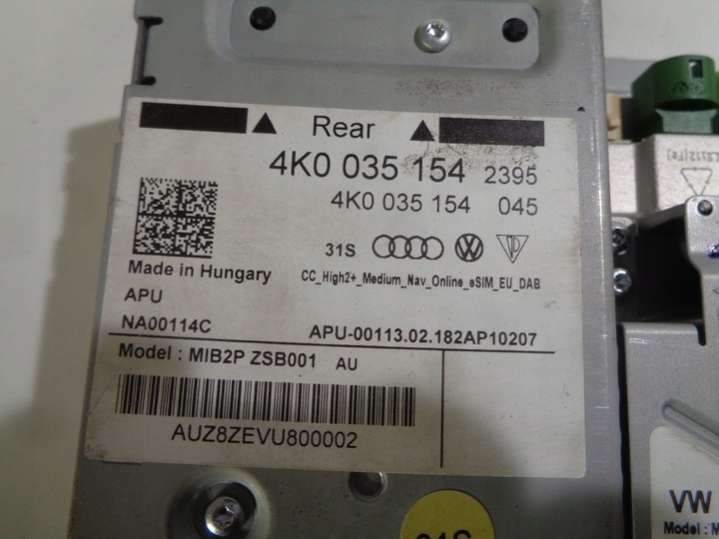 Rear
4K0 035 154 2395
4K0 035 154 045
31S
Made in Hungary
CC_High2+_Medium_Nav_Online_eSIM_EU_DAB
APU
NA00114C APU-00113.02.182AP10207
Model : MIB2P ZSB001 AU
AUZ8ZEVU800002
VW
Model : M